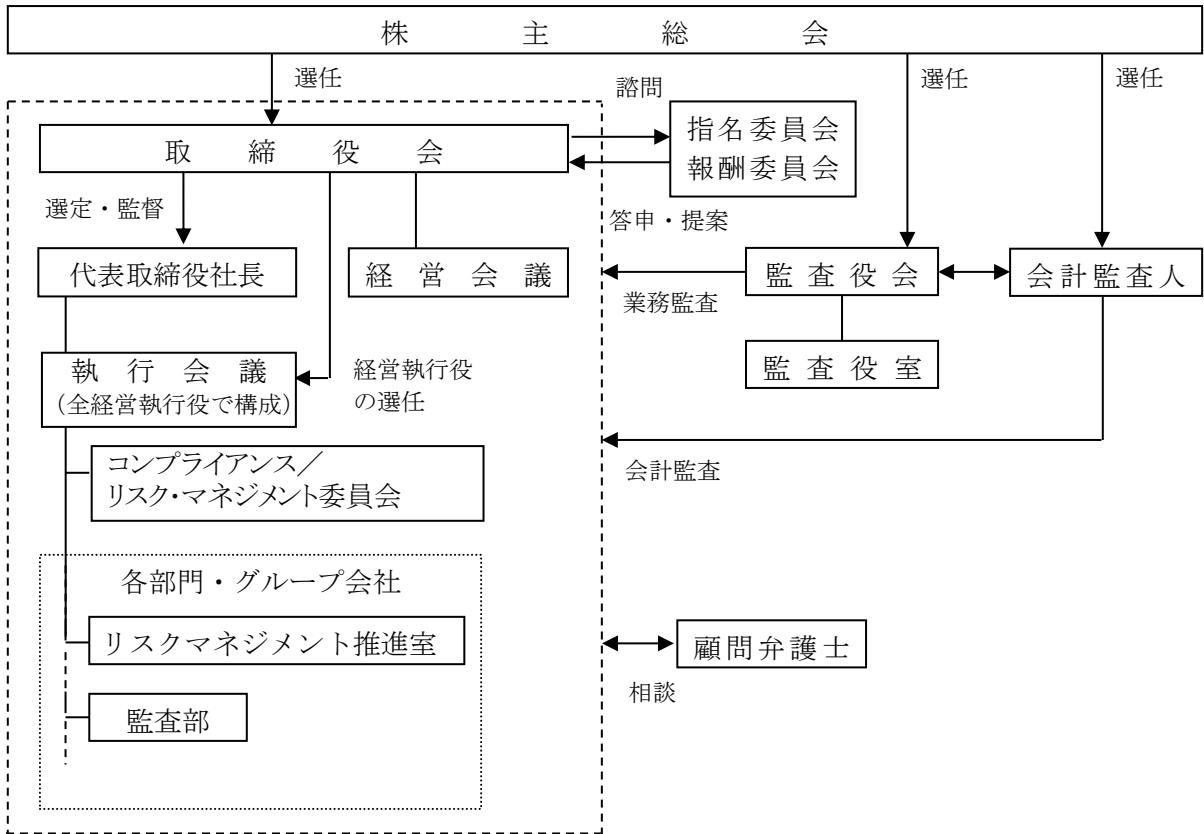 株主総会
選任
選任
選任
諮問
取締役会
指名委員会
報酬委員会
選定・監督
答申・提案
代表取締役社長
経営会議
監査役会
会計監査人
業務監査
執行会議
(全経営執行役で構成)
経営執行役
の選任
監査役室
コンプライアンス／
リスク・マネジメント委員会
会計監査
各部門・グループ会社
リスクマネジメント推進室
顧問弁護士
相談
監査部